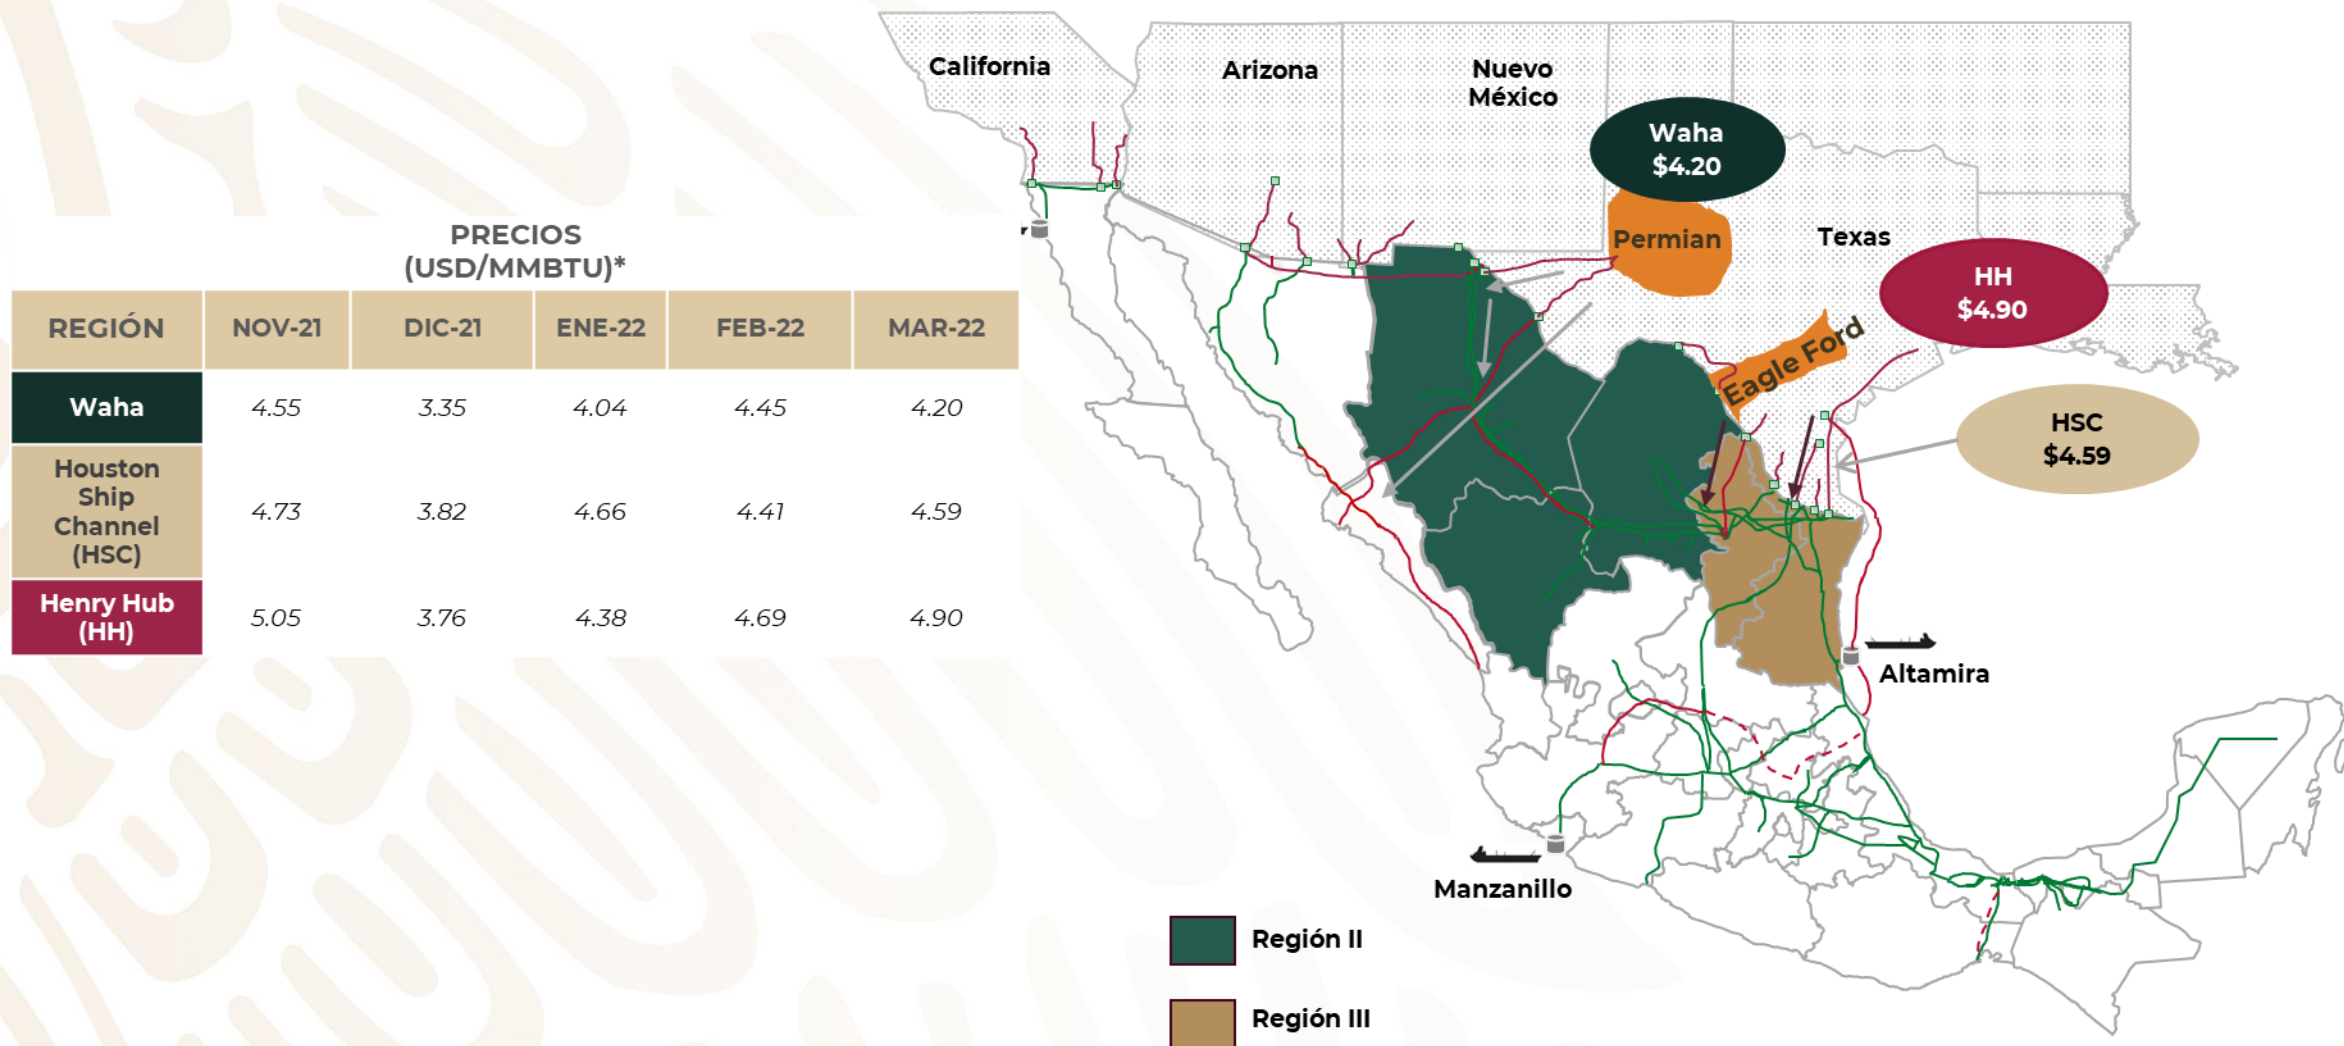 PRECIOS
(USD/MMBTU)*
REGIÓN NOV-21 DIC-21 ENE-22 FEB-22 MAR-22
Waha 4.55 3.35 4.04 4.45 4.20
Houston
Ship
Channel
(HSC) 4.73 3.82 4.66 4.41 4.59
Henry Hub
(HH) 5.05 3.76 4.38 4.69 4.90
California
Arizona
Nuevo
México
Waha
$4.20
Permian
Texas
HH
$4.90
Eagle Ford
HSC
$4.59
Altamira
Manzanillo
Región II
Región III